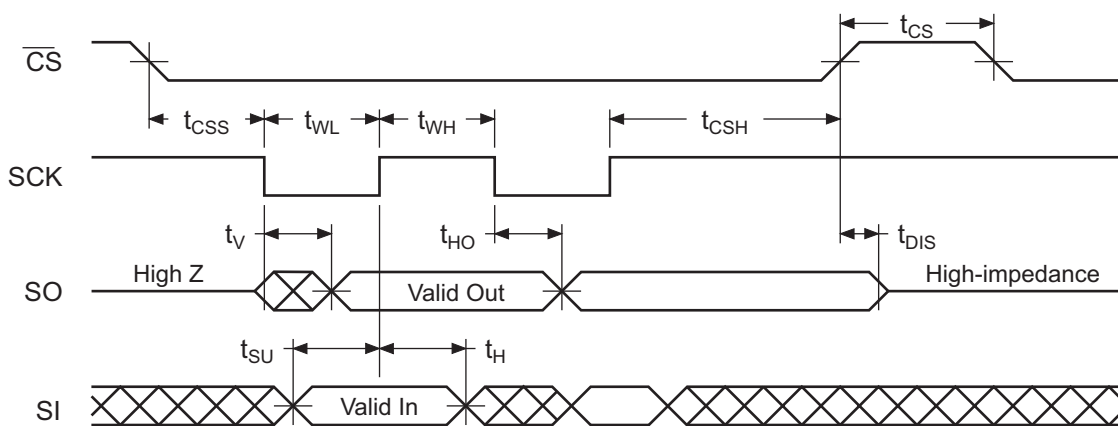 tCS
CS
tCSS tWL tWH tCSH
SCK
tV tHO tDIS
High Z High-impedance
SO Valid Out
tSU tH
SI Valid In